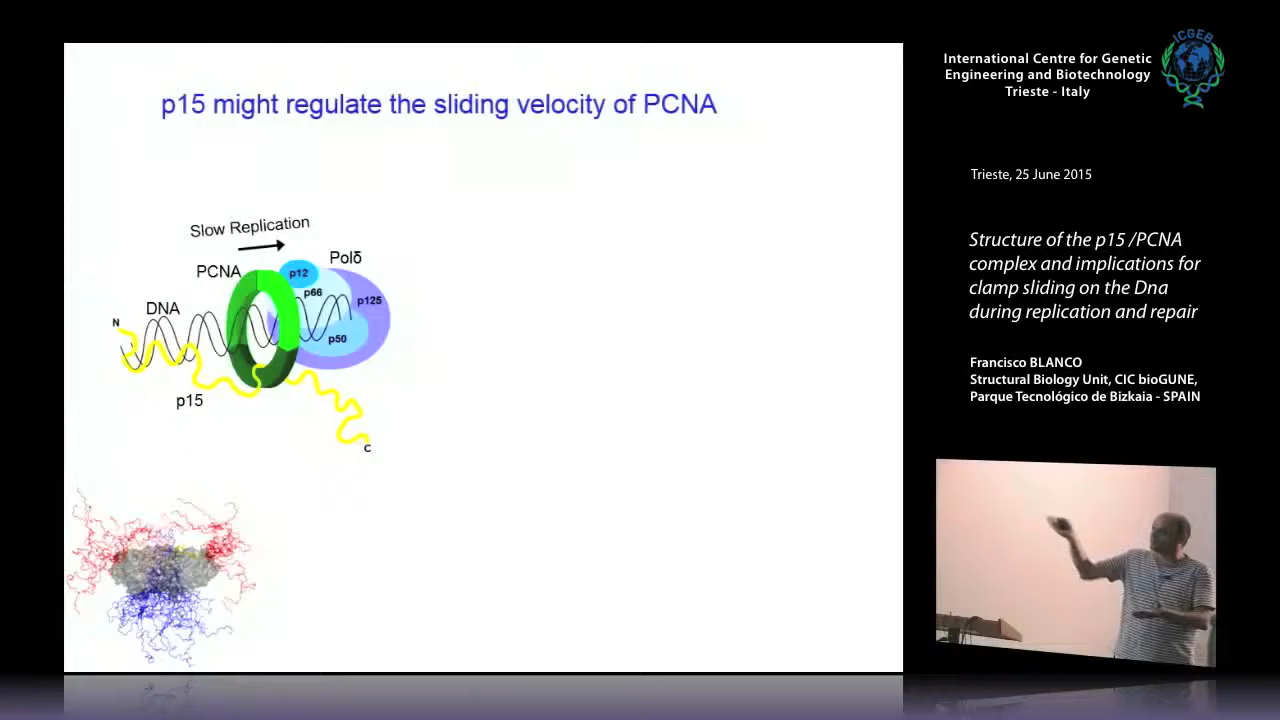 p15 might regulate the sliding velocity of PCNA
Slow Replication
Polδ
PCNA
p12
p66
p125
DNA
N
p50
p15
C
ICGEB
International Centre for Genetic
Engineering and Biotechnology
Trieste - Italy
Trieste, 25 June 2015
Structure of the p15 /PCNA
complex and implications for
clamp sliding on the Dna
during replication and repair
Francisco BLANCO
Structural Biology Unit, CIC bioGUNE,
Parque Tecnológico de Bizkaia - SPAIN